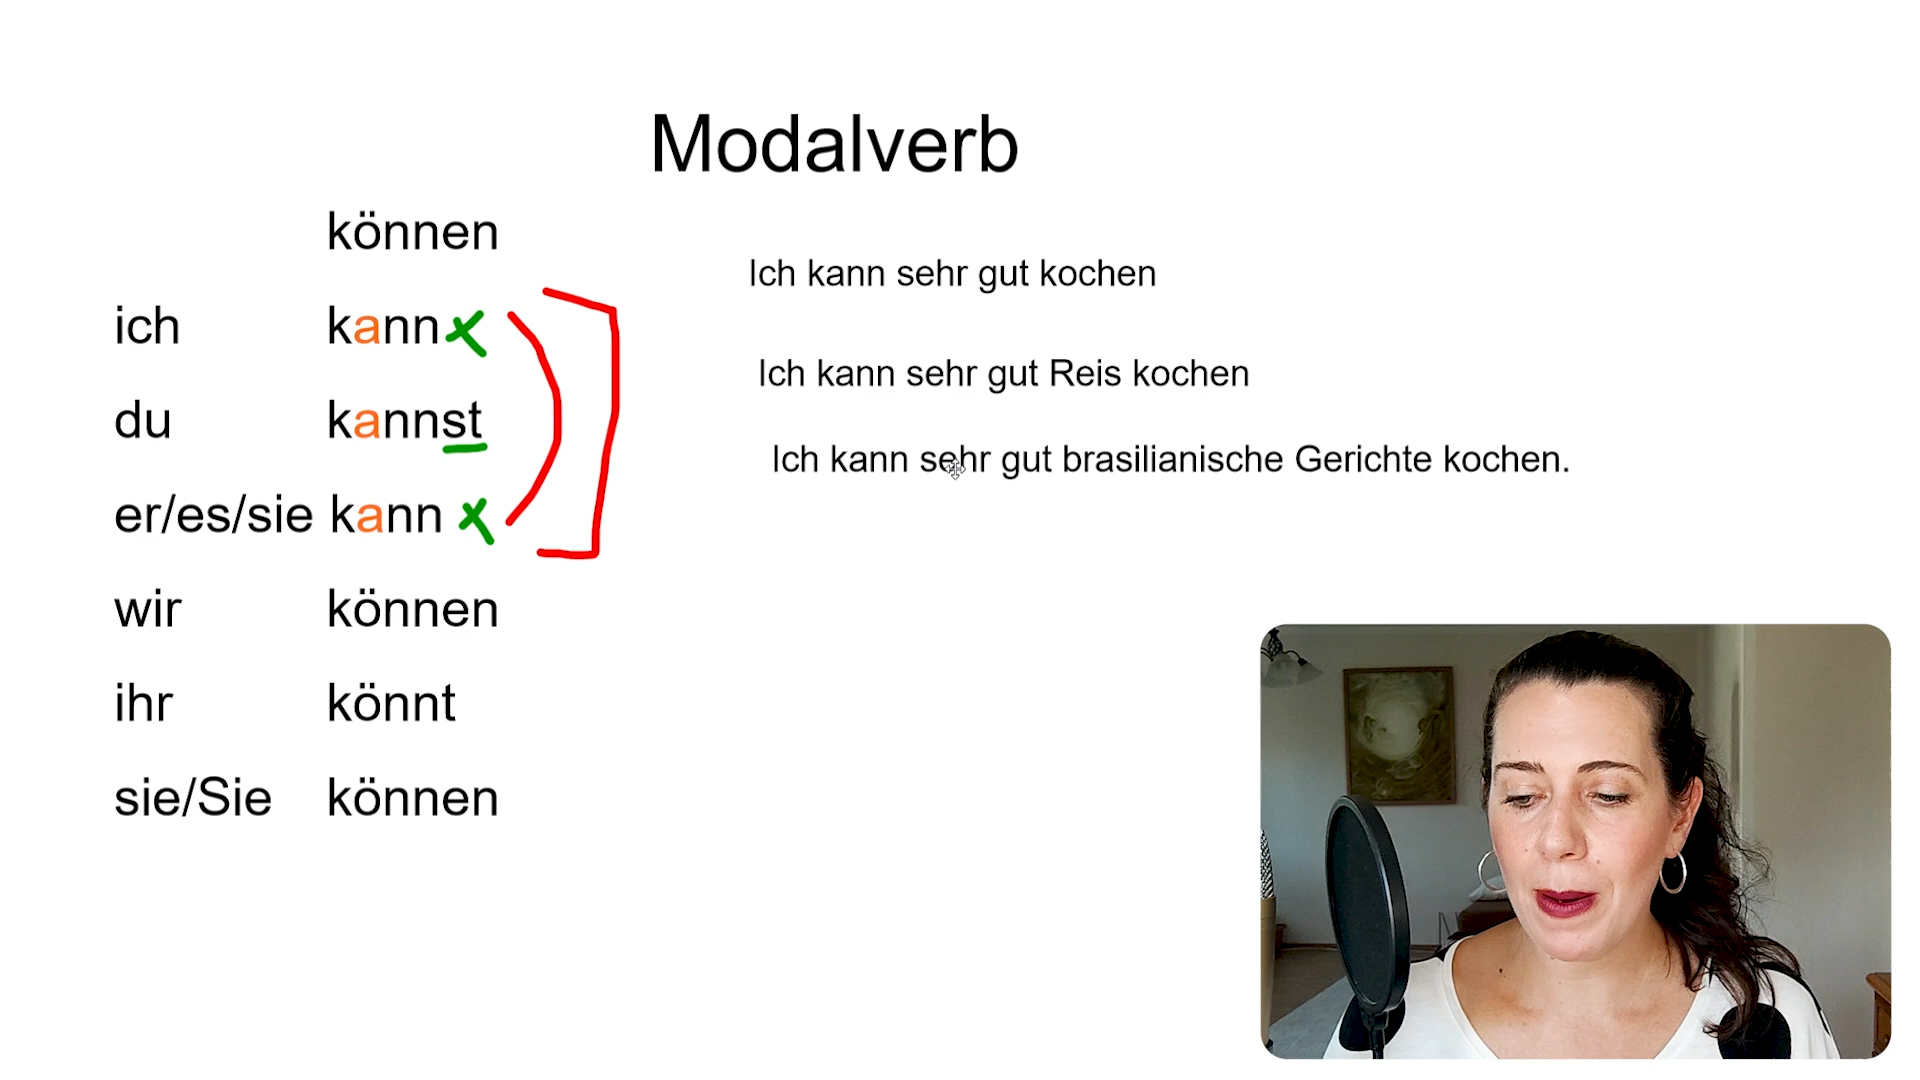 Modalverb
können
ich kann
du kannst
er/es/sie kann
wir können
ihr könnt
sie/Sie können
Ich kann sehr gut kochen
Ich kann sehr gut Reis kochen
Ich kann sehr gut brasilianische Gerichte kochen.